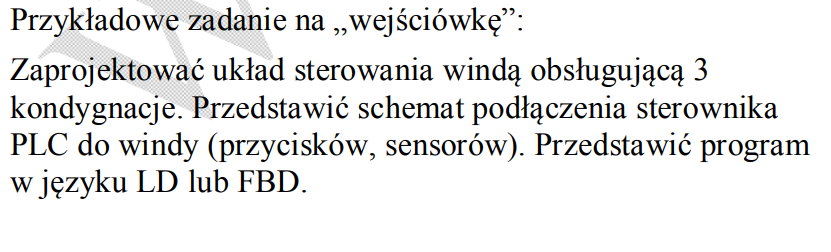 Przykładowe zadanie na „wejściówkę”:
Zaprojektować układ sterowania windą obsługującą 3
kondygnacje. Przedstawić schemat podłączenia sterownika
PLC do windy (przycisków, sensorów). Przedstawić program
w języku LD lub FBD.